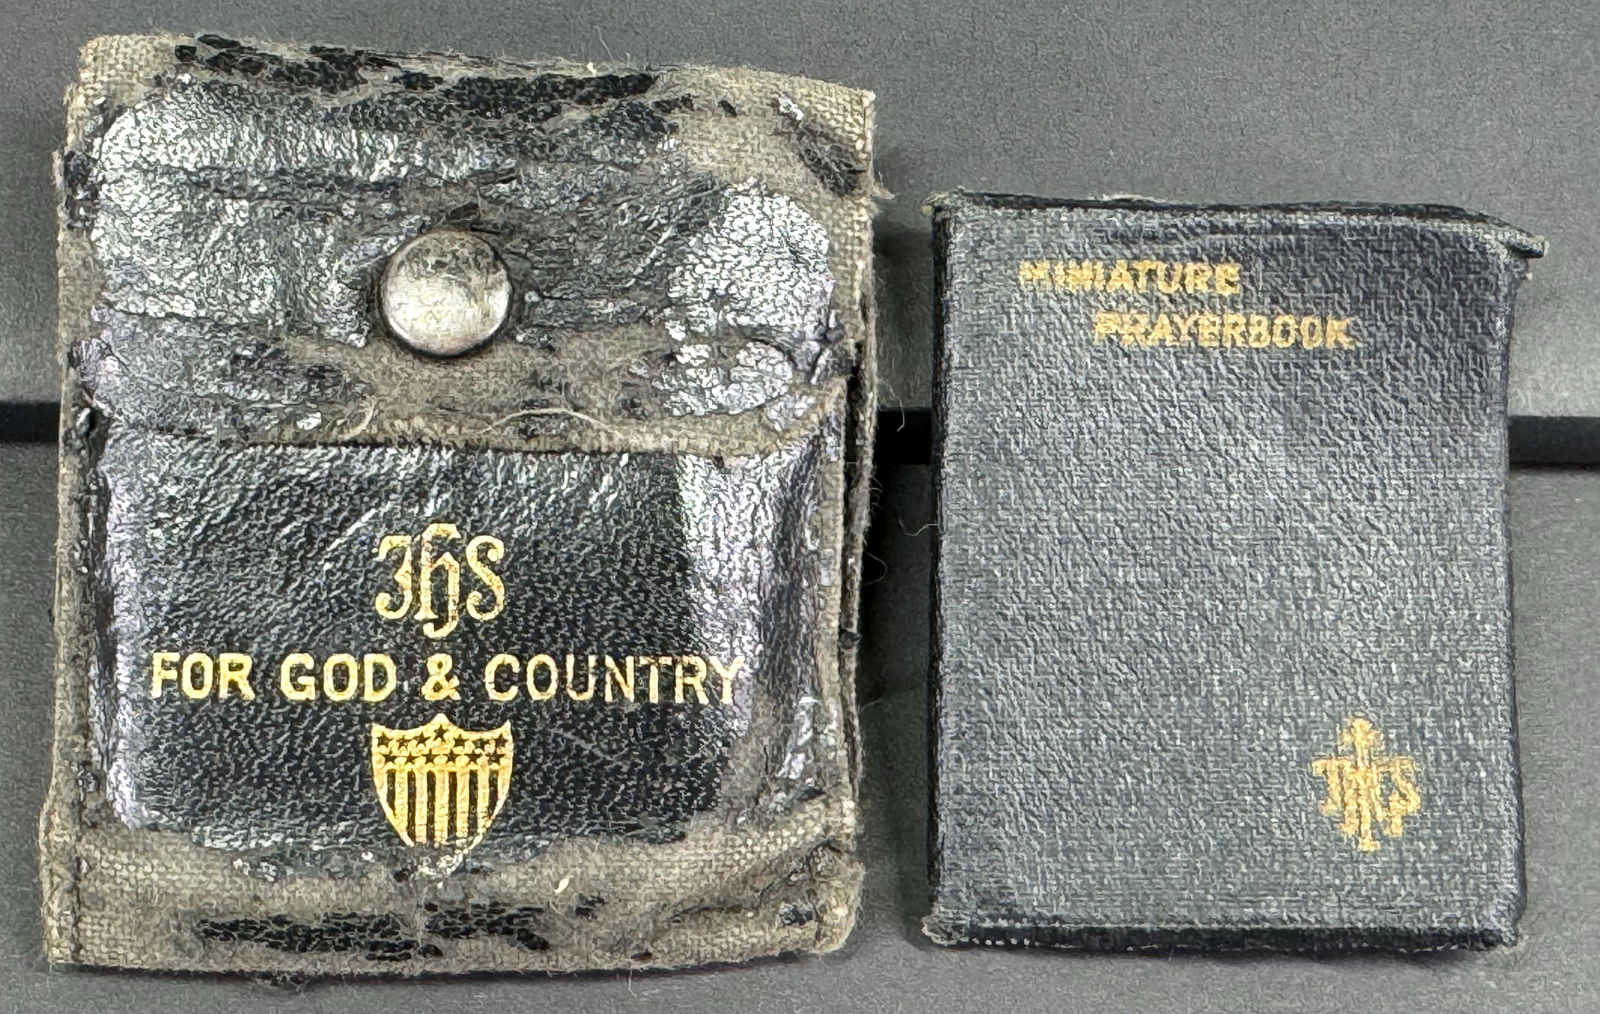 IHS
FOR GOD & COUNTRY
MINIATURE
PRAYERBOOK
IHS